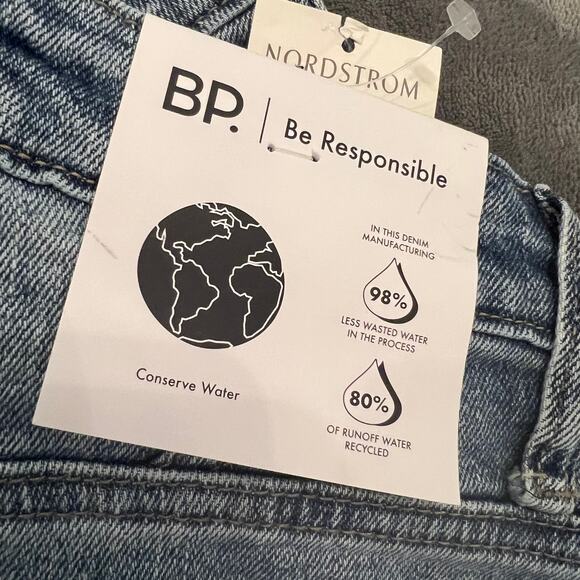 NORDSTROM
BP. | Be Responsible
IN THIS DENIM
MANUFACTURING
98%
LESS WASTED WATER
IN THE PROCESS
80%
OF RUNOFF WATER
RECYCLED
Conserve Water